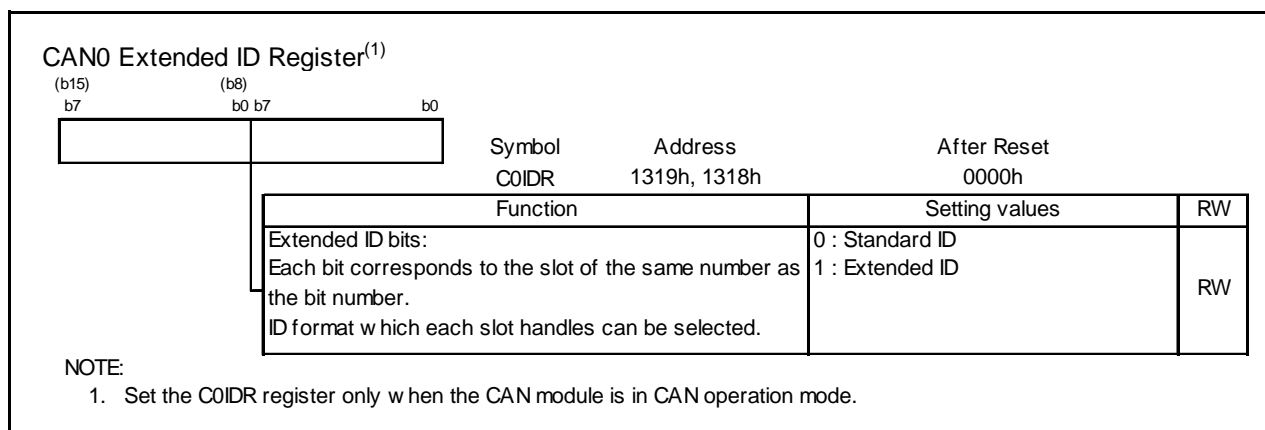 CAN0 Extended ID Register(1)
(b15) (b8)
b7 b0 b7 b0
Symbol Address After Reset
C0IDR 1319h, 1318h 0000h
Function Setting values RW
Extended ID bits: 0 : Standard ID
Each bit corresponds to the slot of the same number as 1 : Extended ID
the bit number. RW
ID format which each slot handles can be selected.
NOTE:
1. Set the C0IDR register only when the CAN module is in CAN operation mode.